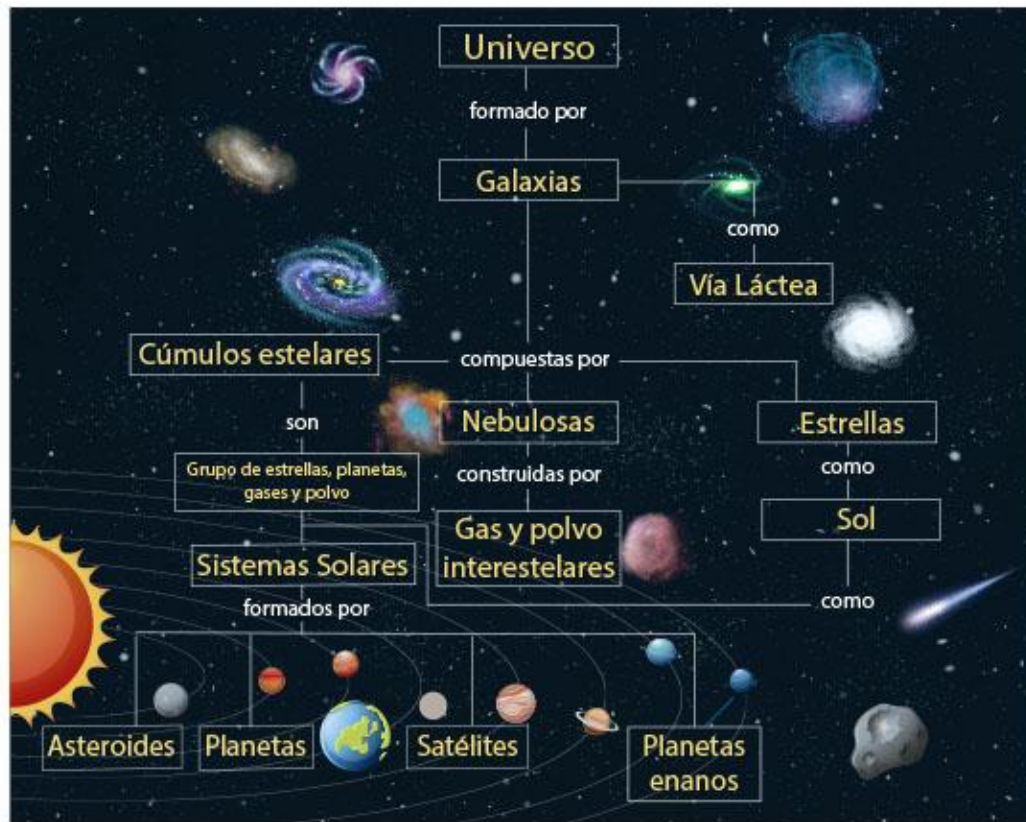 Universo
formado por
Galaxias
como
Vía Láctea
Cúmulos estelares
compuestas por
son
Nebulosas
Estrellas
Grupo de estrellas, planetas,
gases y polvo
construidas por
como
Sistemas Solares
Gas y polvo
interestelares
Sol
formados por
como
Asteroides
Planetas
Satélites
Planetas
enanos